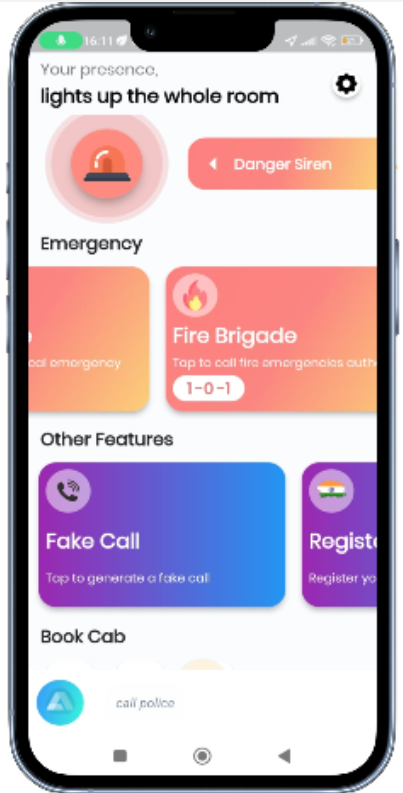 16:11
Your presence,
lights up the whole room
Danger Siren
Emergency
cal emergency
Fire Brigade
Tap to call fire emergencies auth
1-0-1
Other Features
Fake Call
Tap to generate a fake call
Regist
Register yo
Book Cab
call police